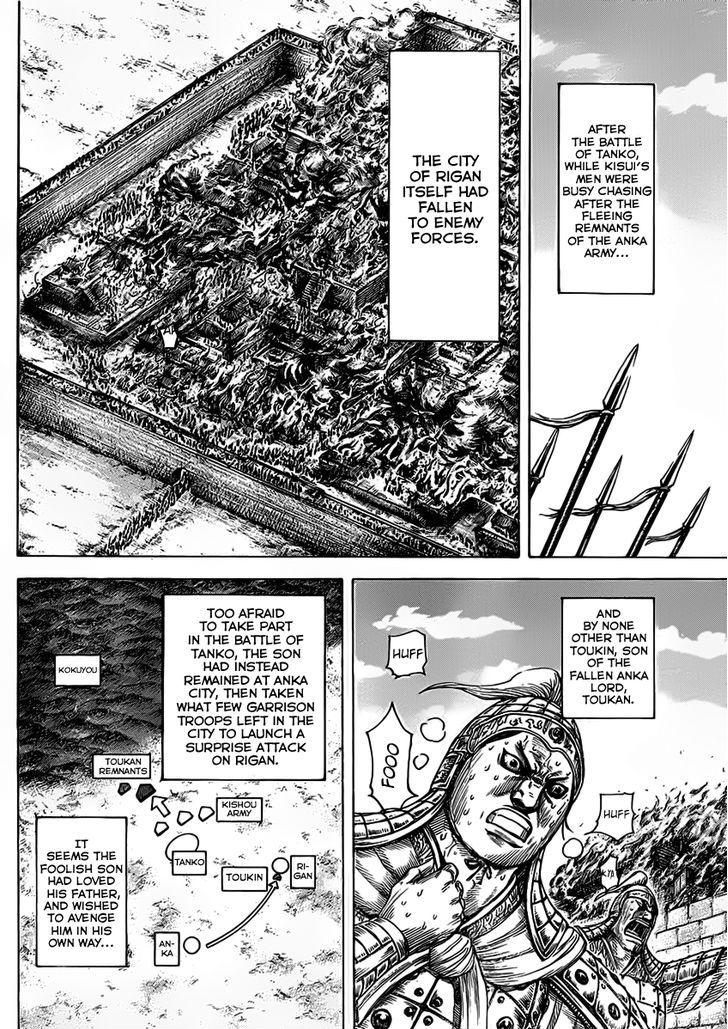 AFTER
THE BATTLE
OF TANKO,
WHILE KISUI'S
MEN WERE
BUSY CHASING
AFTER THE
FLEEING
REMNANTS
OF THE ANKA
ARMY...
THE CITY
OF RIGAN
ITSELF HAD
FALLEN
TO ENEMY
FORCES.
AND
BY NONE
OTHER THAN
TOUKIN, SON
OF THE
FALLEN ANKA
LORD,
TOUKAN.
HUFF
FOOO
HUFF
TOO AFRAID
TO TAKE PART
IN THE BATTLE OF
TANKO, THE SON
HAD INSTEAD
REMAINED AT ANKA
CITY, THEN TAKEN
WHAT FEW GARRISON
TROOPS LEFT IN THE
CITY TO LAUNCH A
SURPRISE ATTACK
ON RIGAN.
KOKUYOU
TOUKAN
REMNANTS
KISHOU
ARMY
TANKO
TOUKIN
RI-
GAN
AN-
KA
IT
SEEMS THE
FOOLISH SON
HAD LOVED
HIS FATHER,
AND WISHED
TO AVENGE
HIM IN HIS
OWN WAY...